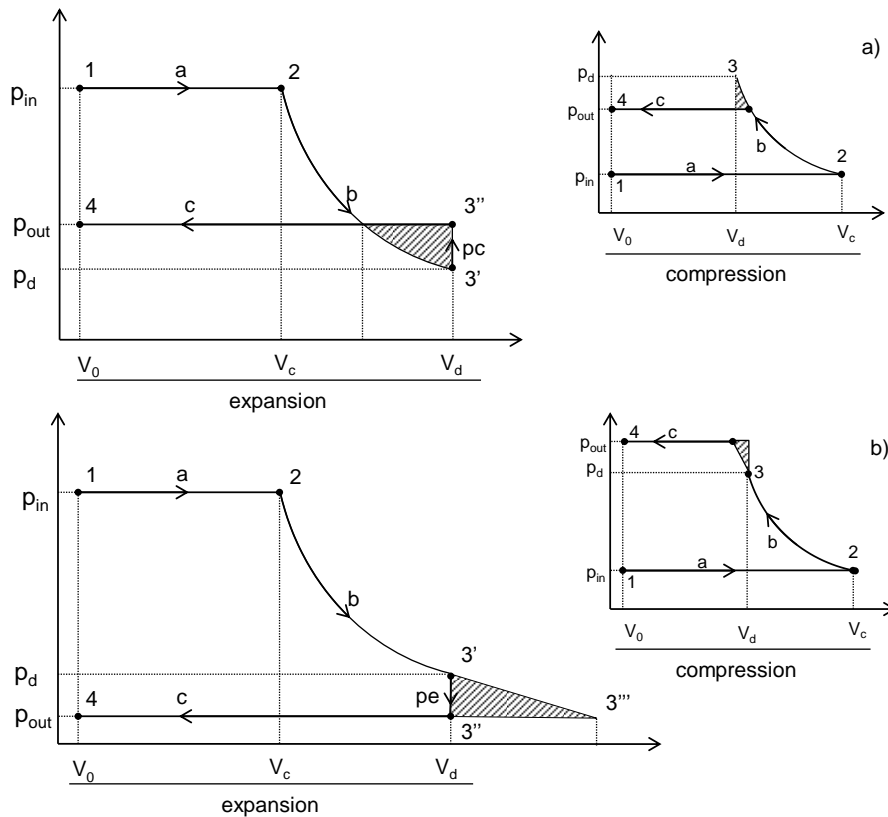 a)
1 a 2
p_in
b
4 c 3''
p_out
pc
p_d 3'
V_0 V_c V_d
expansion
3
p_d
4 c
p_out
b
2
a
p_in
1
V_0 V_d V_c
compression
b)
1 a 2
p_in
b
3'
p_d
4 c pe 3'''
p_out
3''
V_0 V_c V_d
expansion
4 c
p_out
p_d 3
b
2
a
p_in
1
V_0 V_d V_c
compression